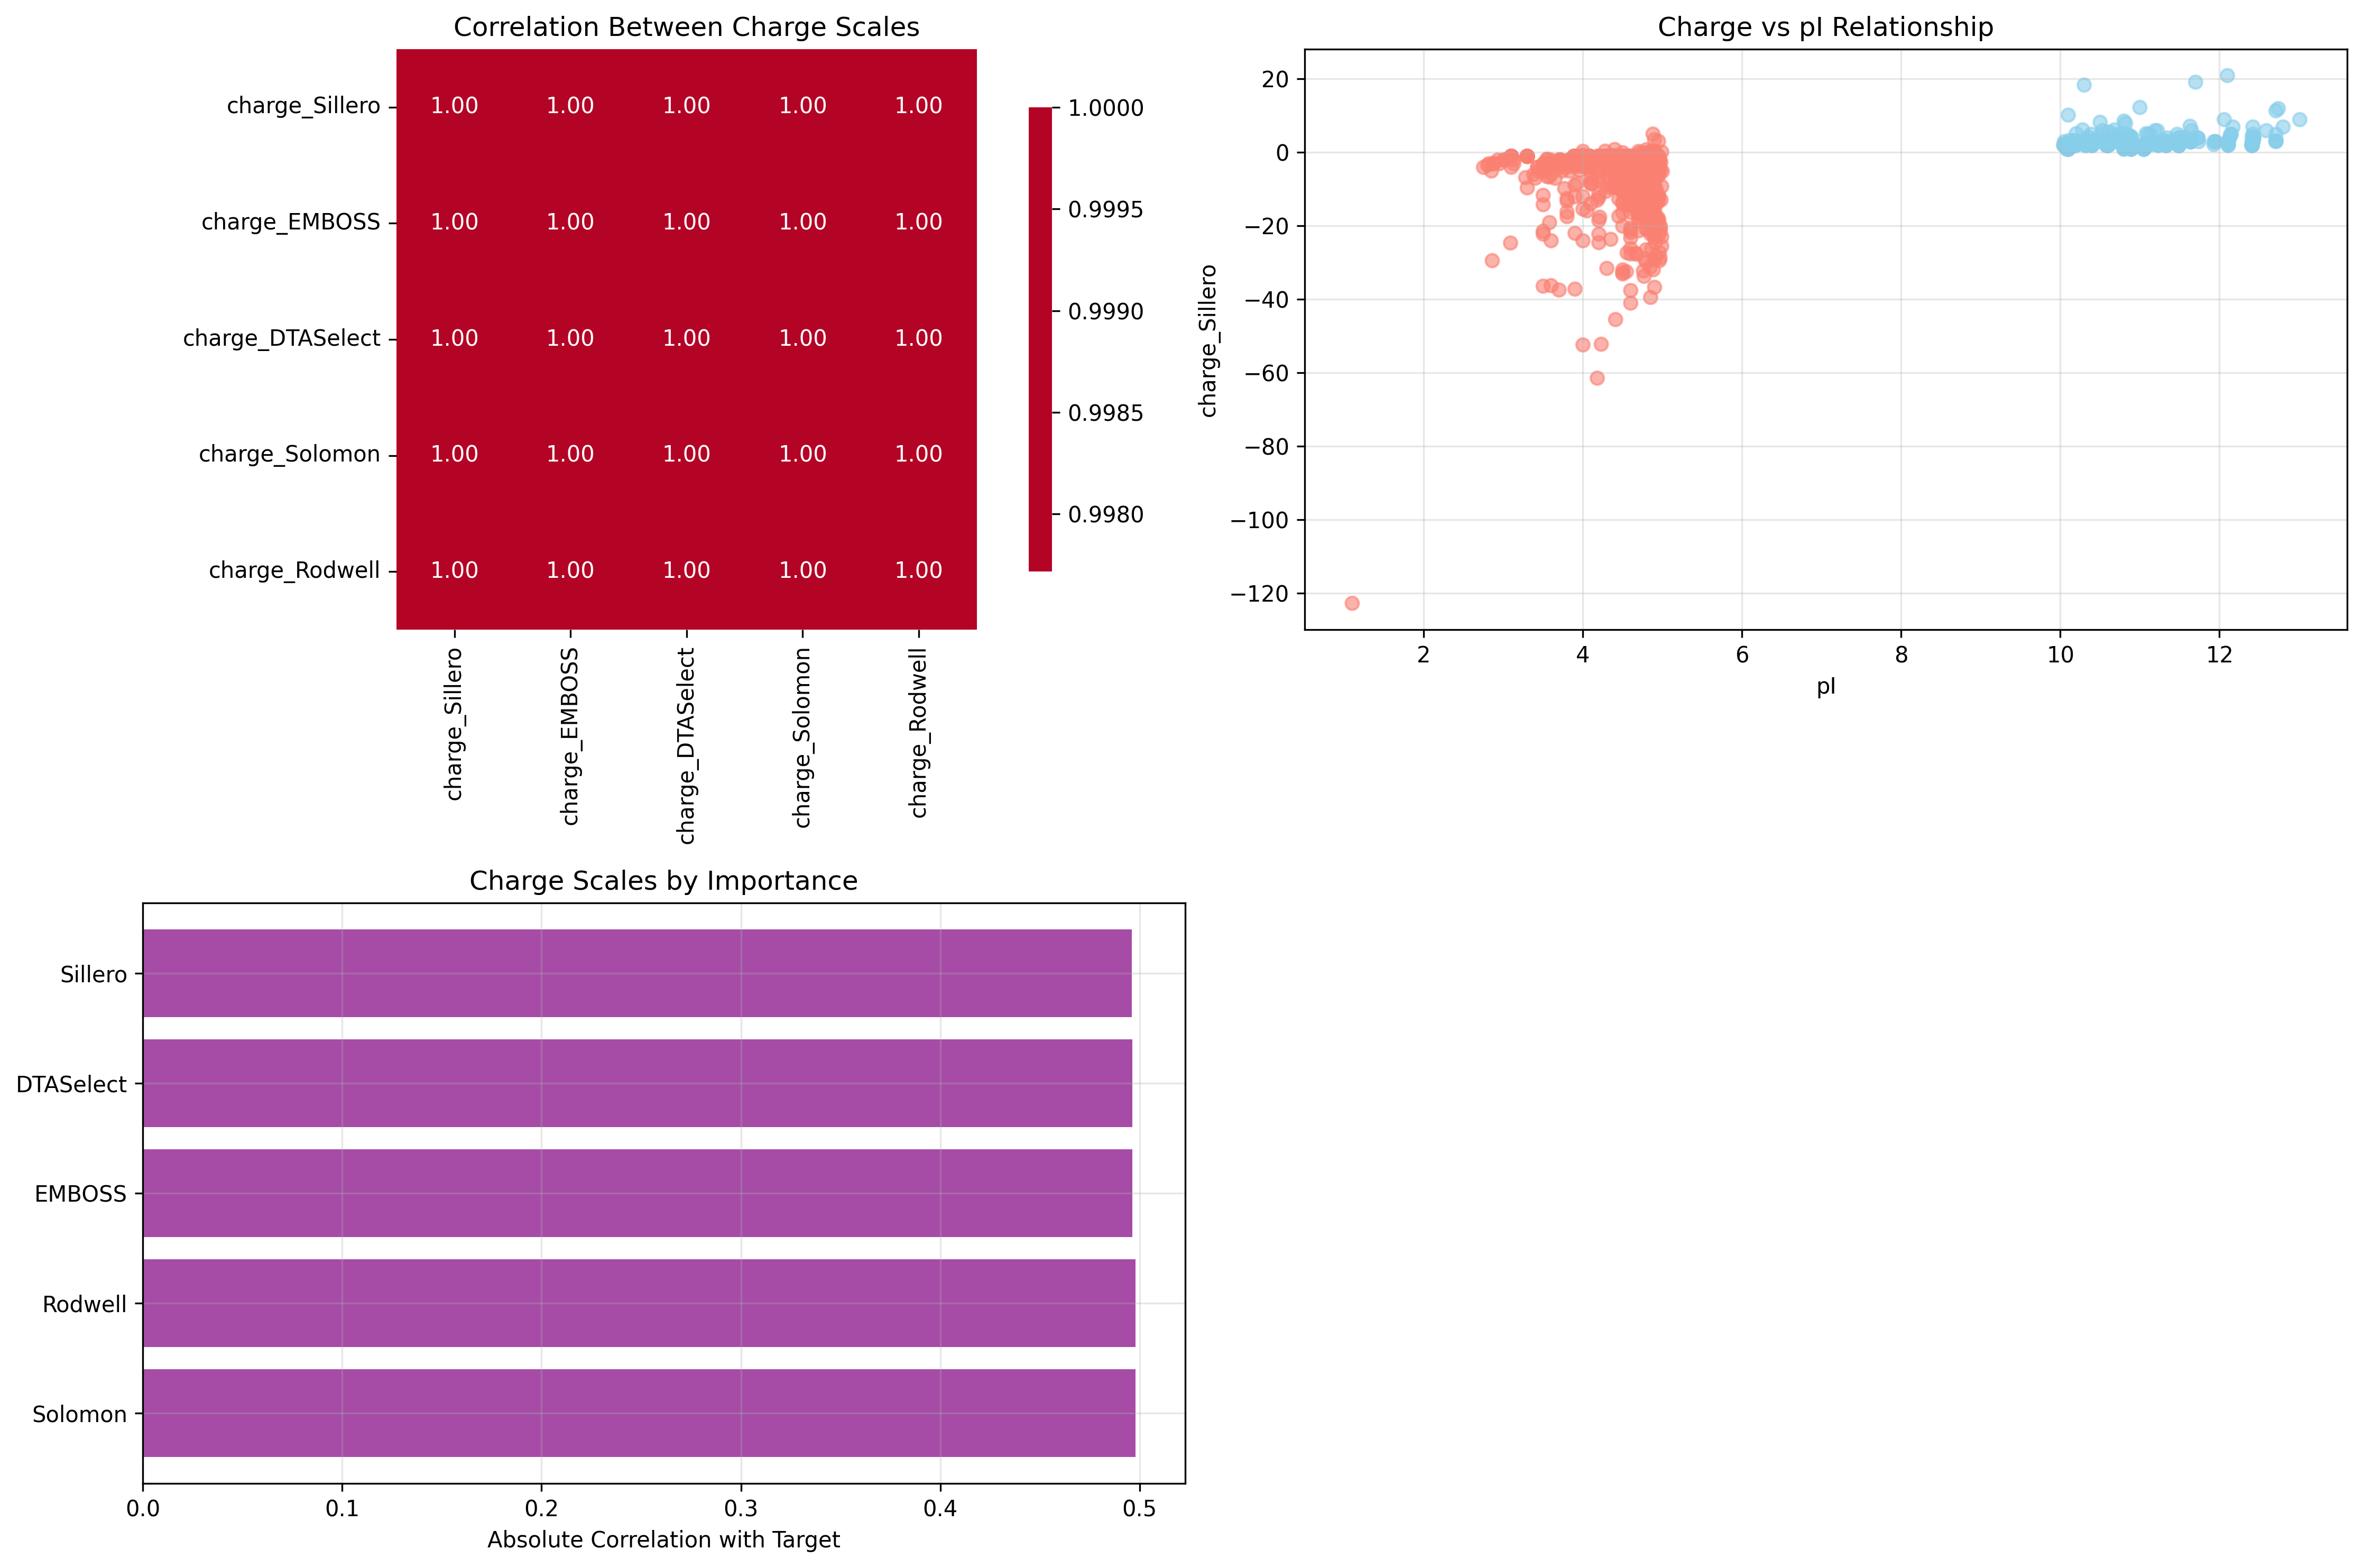 Correlation Between Charge Scales
charge_Sillero
1.00 1.00 1.00 1.00 1.00
charge_EMBOSS
1.00 1.00 1.00 1.00 1.00
charge_DTASelect
1.00 1.00 1.00 1.00 1.00
charge_Solomon
1.00 1.00 1.00 1.00 1.00
charge_Rodwell
1.00 1.00 1.00 1.00 1.00
charge_Sillero
charge_EMBOSS
charge_DTASelect
charge_Solomon
charge_Rodwell
1.0000
0.9995
0.9990
0.9985
0.9980
Charge vs pI Relationship
charge_Sillero
20
0
−20
−40
−60
−80
−100
−120
2 4 6 8 10 12
pI
Charge Scales by Importance
Sillero
DTASelect
EMBOSS
Rodwell
Solomon
0.0 0.1 0.2 0.3 0.4 0.5
Absolute Correlation with Target